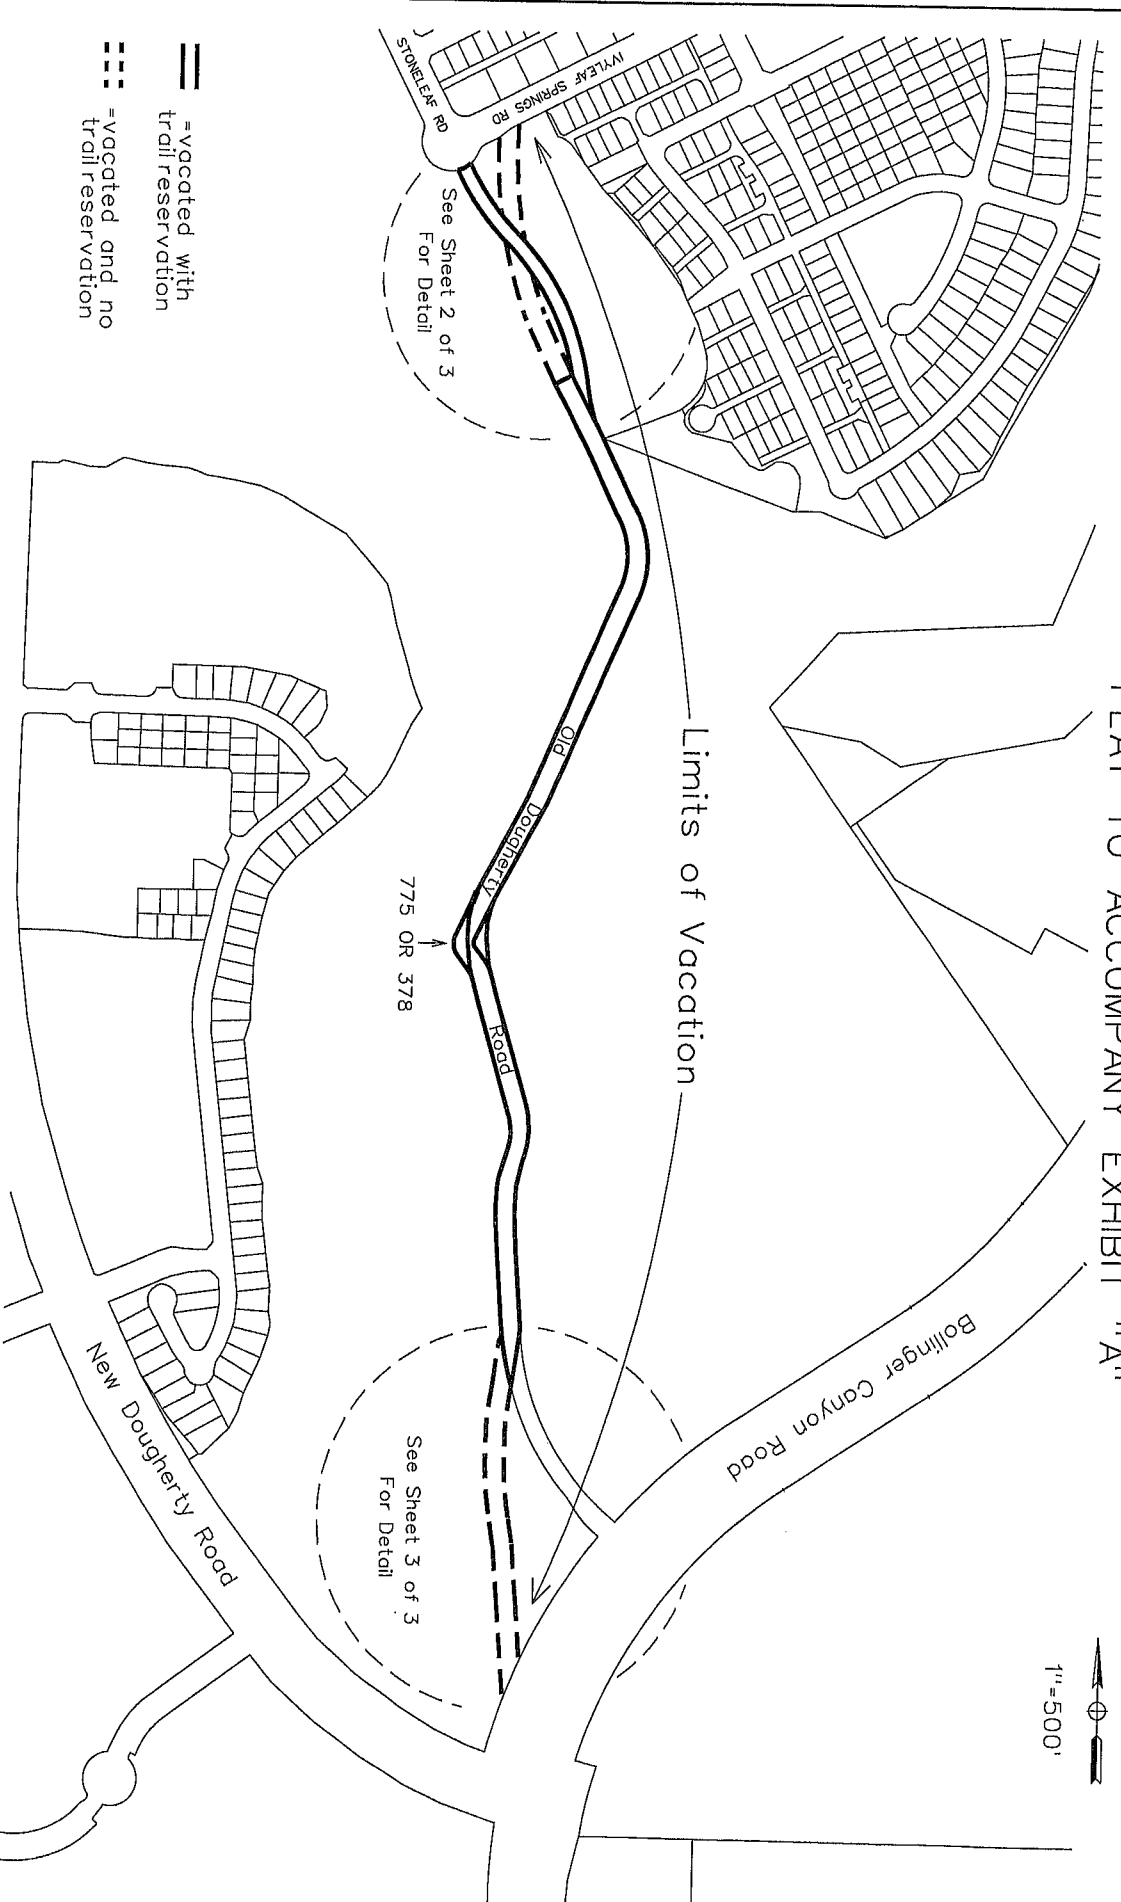 PLAT TO ACCOMPANY EXHIBIT "A"
1"=500'
STONELEAF RD
IVYLEAF SPRINGS RD
See Sheet 2 of 3
For Detail
Limits of Vacation
Old Dougherty Road
775 OR 378
Bollinger Canyon Road
New Dougherty Road
See Sheet 3 of 3
For Detail
=vacated with
trail reservation
=vacated and no
trail reservation